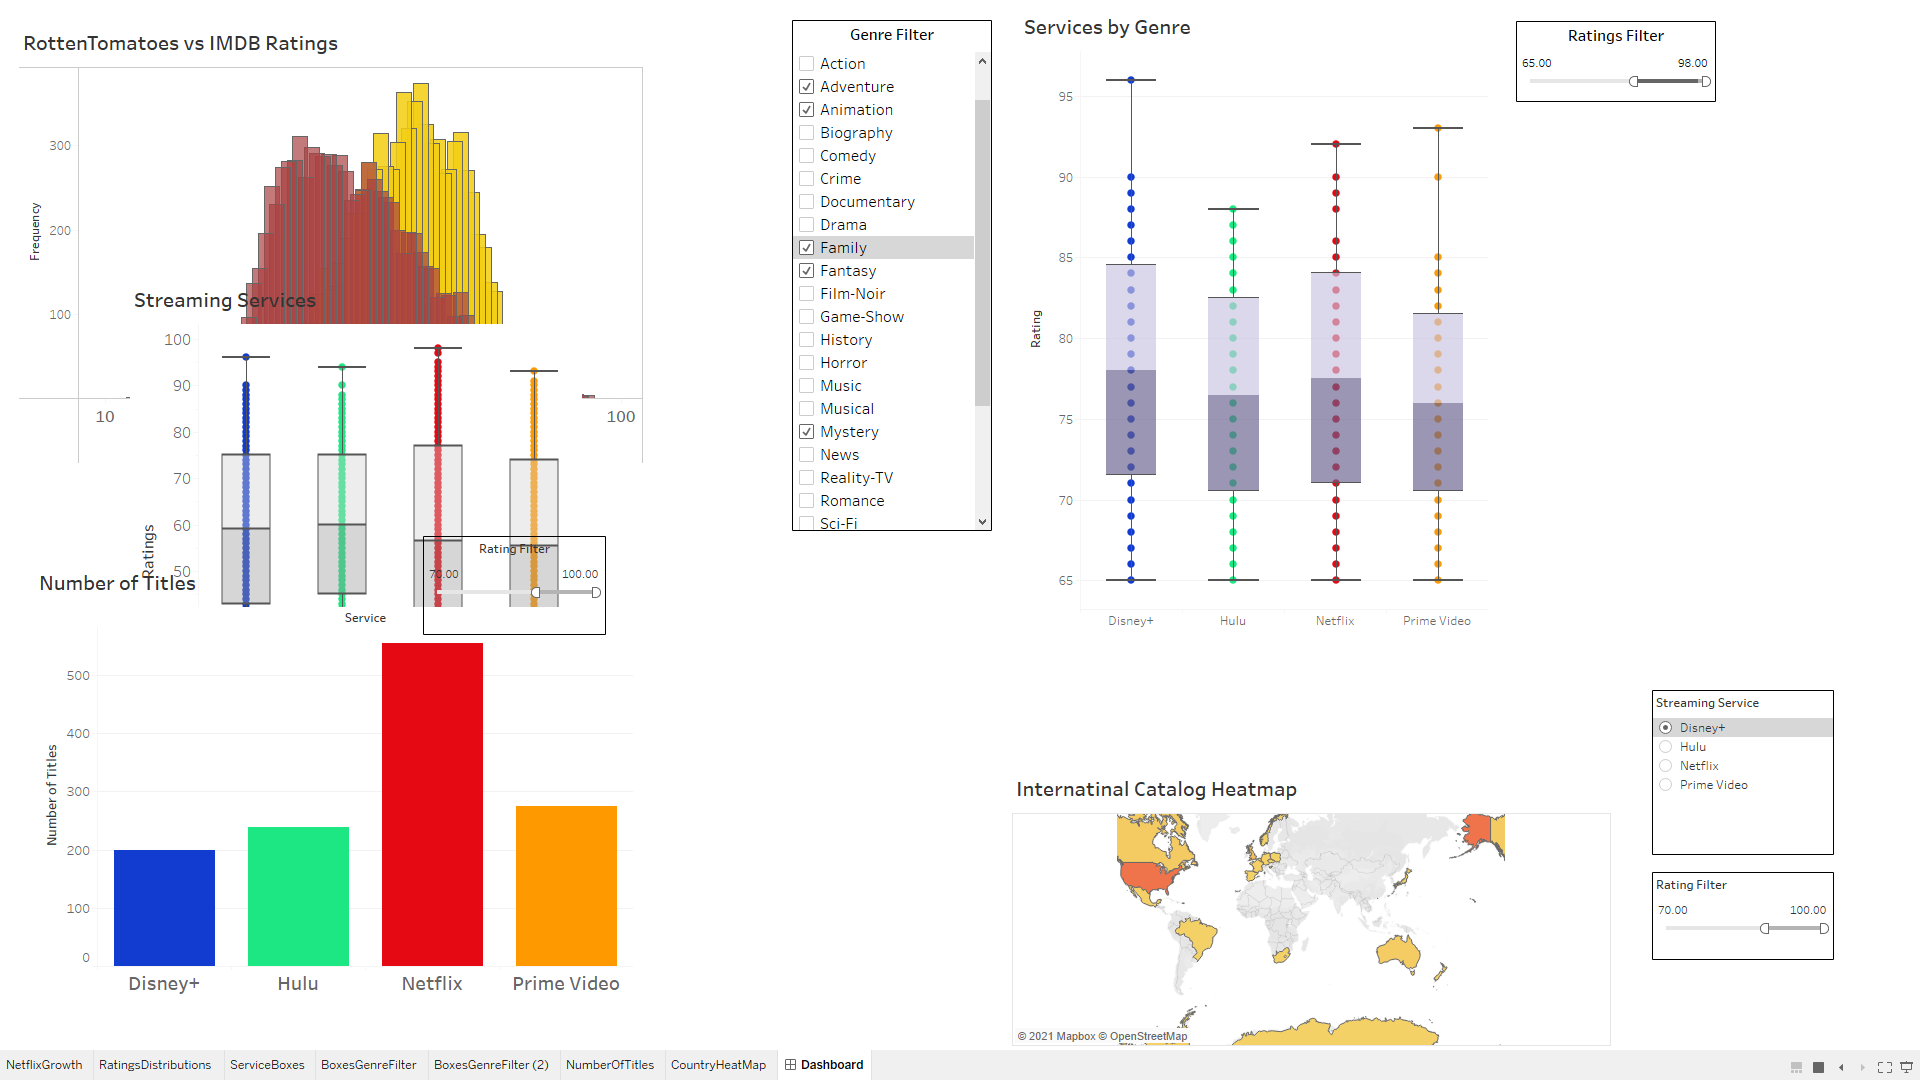 RottenTomatoes vs IMDB Ratings
300
200
100
Frequency
10
100
Streaming Services
100
90
80
70
60
50
Ratings
Rating Filter
70.00
100.00
Number of Titles
Service
500
400
300
200
100
0
Number of Titles
Disney+
Hulu
Netflix
Prime Video
Genre Filter
Action
Adventure
Animation
Biography
Comedy
Crime
Documentary
Drama
Family
Fantasy
Film-Noir
Game-Show
History
Horror
Music
Musical
Mystery
News
Reality-TV
Romance
Sci-Fi
Services by Genre
95
90
85
80
75
70
65
Rating
Disney+
Hulu
Netflix
Prime Video
Ratings Filter
65.00
98.00
Internatinal Catalog Heatmap
© 2021 Mapbox © OpenStreetMap
Streaming Service
Disney+
Hulu
Netflix
Prime Video
Rating Filter
70.00
100.00
NetflixGrowth
RatingsDistributions
ServiceBoxes
BoxesGenreFilter
BoxesGenreFilter (2)
NumberOfTitles
CountryHeatMap
Dashboard